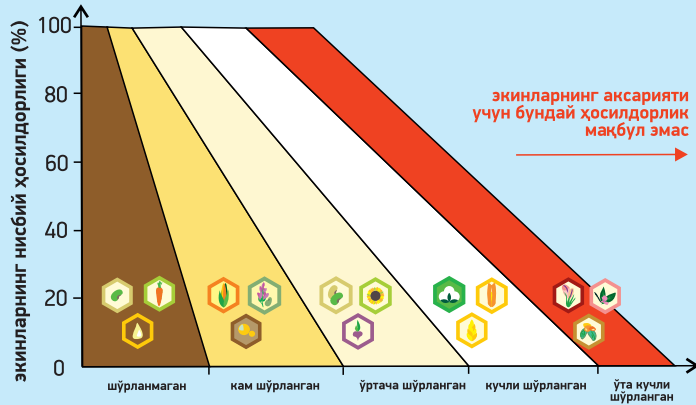 экинларнинг нисбий ҳосилдорлиги (%)
100
80
60
40
20
0
экинларнинг аксарияти
учун бундай ҳосилдорлик
мақбул эмас
шўрланмаган
кам шўрланган
ўртача шўрланган
кучли шўрланган
ўта кучли
шўрланган